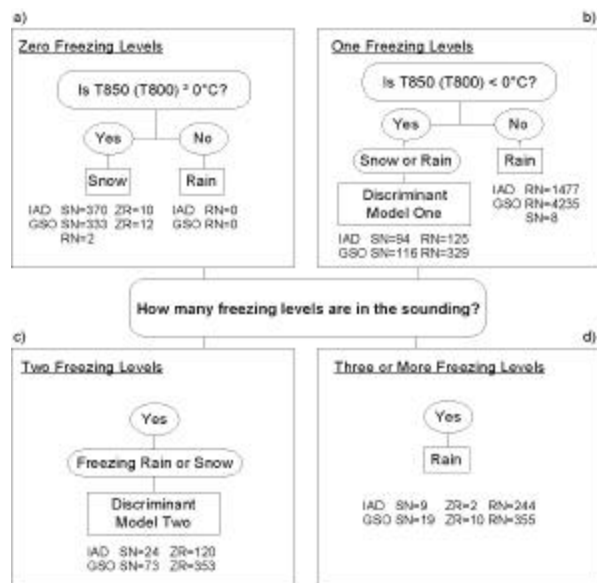 a)
Zero Freezing Levels
Is T850 (T800) ³ 0°C?
Yes
No
Snow
Rain
IAD SN=370 ZR=10
GSO SN=333 ZR=12
RN=2
IAD RN=0
GSO RN=0
b)
One Freezing Levels
Is T850 (T800) < 0°C?
Yes
No
Snow or Rain
Rain
Discriminant
Model One
IAD SN=94 RN=125
GSO SN=116 RN=329
IAD RN=1477
GSO RN=4235
SN=8
How many freezing levels are in the sounding?
c)
Two Freezing Levels
Yes
Freezing Rain or Snow
Discriminant
Model Two
IAD SN=24 ZR=120
GSO SN=73 ZR=353
d)
Three or More Freezing Levels
Yes
Rain
IAD SN=9 ZR=2 RN=244
GSO SN=19 ZR=10 RN=355